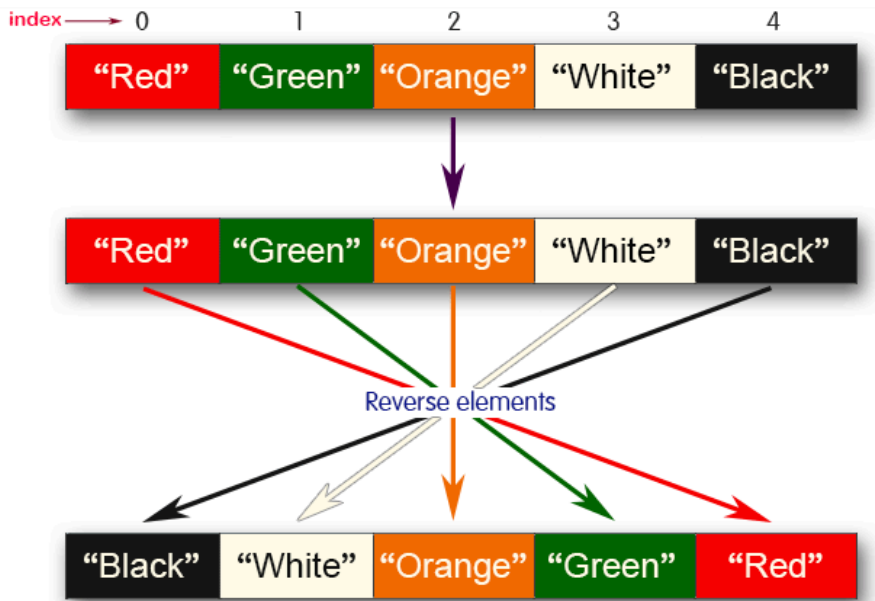 index 0 1 2 3 4
“Red” “Green” “Orange” “White” “Black”
“Red” “Green” “Orange” “White” “Black”
Reverse elements
“Black” “White” “Orange” “Green” “Red”